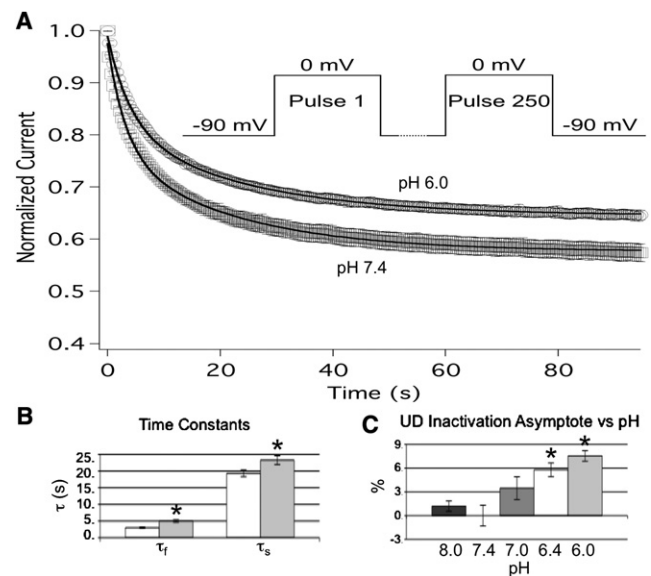 A
Normalized Current
1.0
0.9
0.8
0.7
0.6
0.5
0.4
0 mV
0 mV
Pulse 1
Pulse 250
-90 mV
-90 mV
pH 6.0
pH 7.4
0
20
40
60
80
Time (s)
B
Time Constants
τ (s)
25.
20.
15.
10.
5.
0.
*
*
τf
τs
C
UD Inactivation Asymptote vs pH
%
9
6
3
0
-3
*
*
8.0 7.4 7.0 6.4 6.0
pH